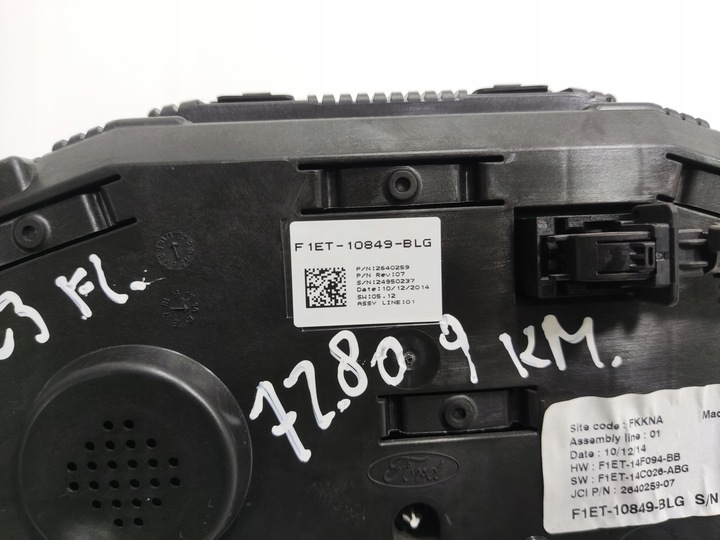 F1ET-10849-BLG
P/N:2640259
P/N Rev:07
S/N:24950237
Date:10/12/2014
SW:05.12
ASSY LINE:01
72.809 KM.
Ford
Site code : FKKNA
Assembly line : 01
Date : 10/12/14
HW : F1ET-14F094-BB
SW : F1ET-14C026-ABG
JCI P/N : 2640259-07
F1ET-10849-BLG S/N